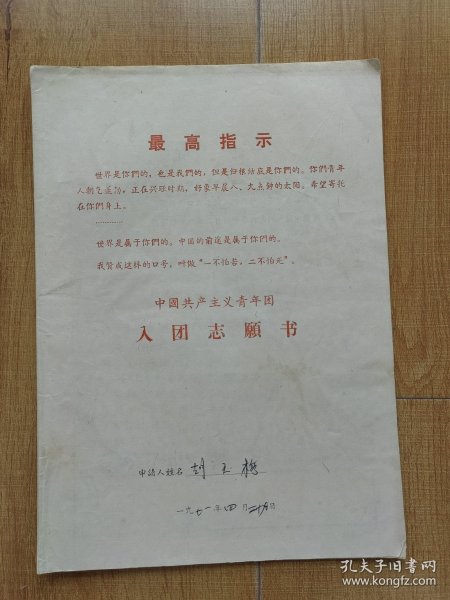 最高指示
世界是你們的，也是我們的，但是归根结底是你們的。你們青年
人朝气蓬勃，正在兴旺时期，好象早晨八、九点钟的太阳。希望寄托
在你們身上。
…………
世界是属于你們的。中国的前途是属于你們的。
我赞成这样的口号，叫做“一不怕苦，二不怕死”。
中國共产主义青年团
入团志願书
申請人姓名 玉梅
一九七一年四月
孔夫子旧书网
www.kongfz.com